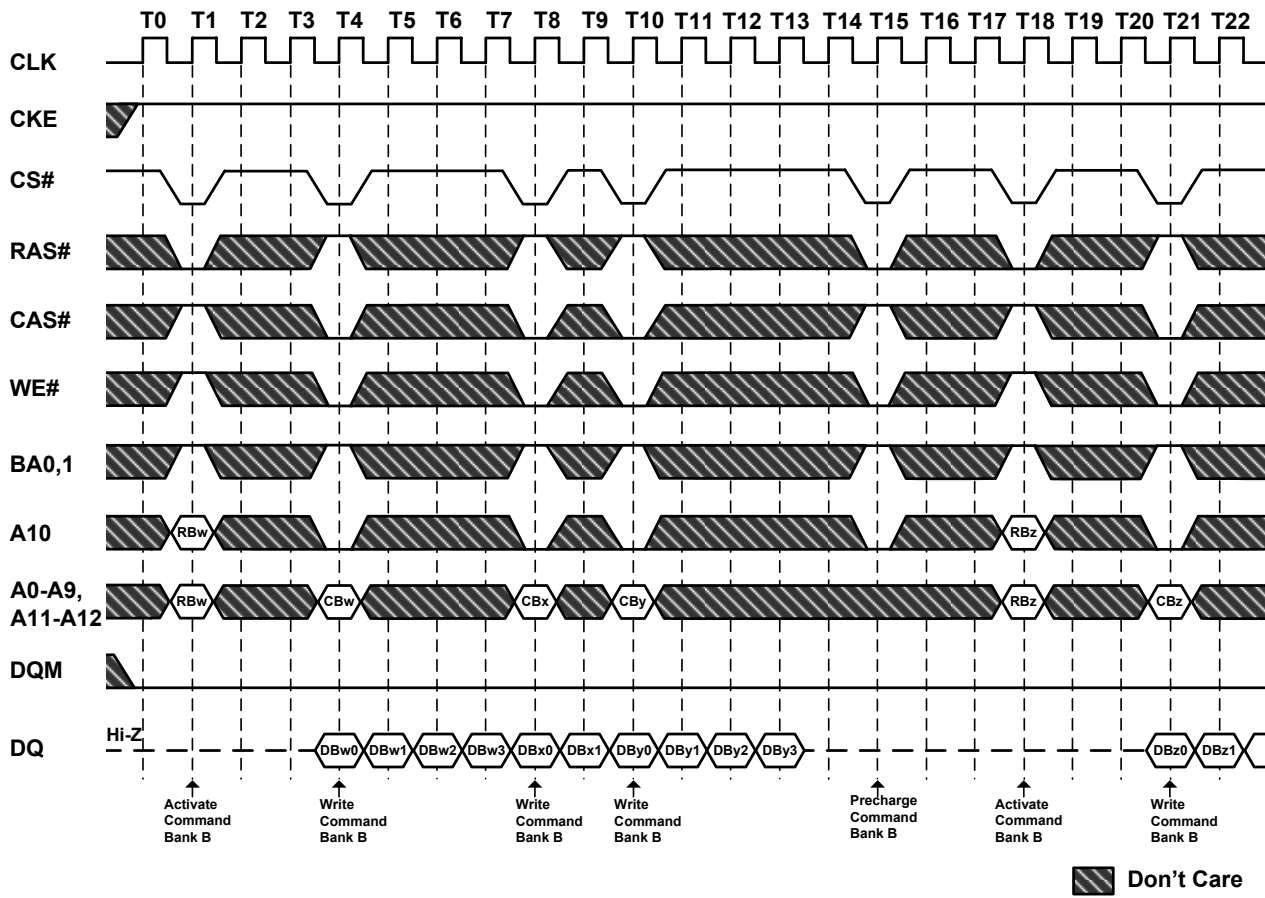 T0 T1 T2 T3 T4 T5 T6 T7 T8 T9 T10 T11 T12 T13 T14 T15 T16 T17 T18 T19 T20 T21 T22
CLK
CKE
CS#
RAS#
CAS#
WE#
BA0,1
A10 RBw RBz
A0-A9,
A11-A12
RBw CBw CBx CBy RBz CBz
DQM
DQ Hi-Z DBw0 DBw1 DBw2 DBw3 DBx0 DBx1 DBy0 DBy1 DBy2 DBy3 DBz0 DBz1
Activate
Command
Bank B
Write
Command
Bank B
Write
Command
Bank B
Write
Command
Bank B
Precharge
Command
Bank B
Activate
Command
Bank B
Write
Command
Bank B
Don't Care